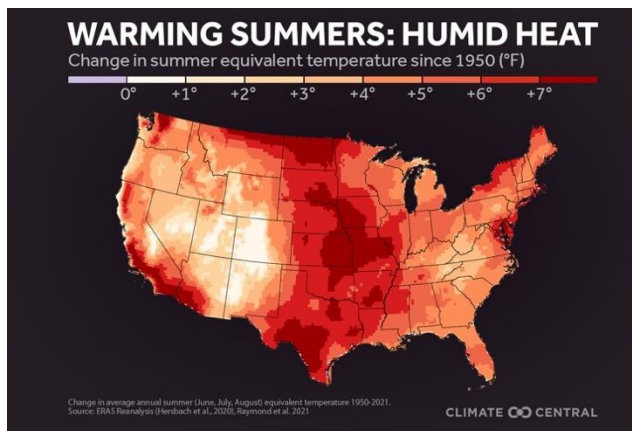 WARMING SUMMERS: HUMID HEAT
Change in summer equivalent temperature since 1950 (°F)
0° +1° +2° +3° +4° +5° +6° +7°
Change in average annual summer (June, July, August) equivalent temperature 1950-2021.
Source: ERA5 Reanalysis (Hersbach et al., 2020), Raymond et al. 2021
CLIMATE CENTRAL